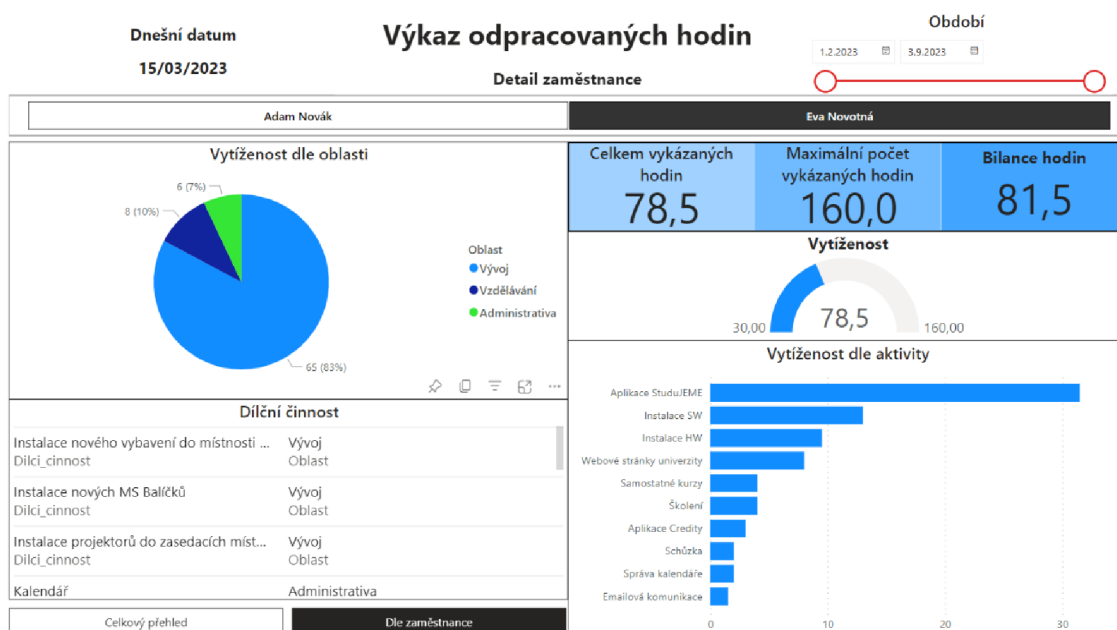 Dnešní datum
15/03/2023
Výkaz odpracovaných hodin
Detail zaměstnance
Období
1.2.2023
3.9.2023
Adam Novák
Eva Novotná
Vytíženost dle oblasti
6 (7%)
8 (10%)
65 (83%)
Oblast
Vývoj
Vzdělávání
Administrativa
Celkem vykázaných
hodin
78,5
Maximální počet
vykázaných hodin
160,0
Bilance hodin
81,5
Vytíženost
78,5
30,00
160,00
Dílční činnost
Instalace nového vybavení do místnosti ... Vývoj
Dilci_cinnost Oblast
Instalace nových MS Balíčků Vývoj
Dilci_cinnost Oblast
Instalace projektorů do zasedacích míst... Vývoj
Dilci_cinnost Oblast
Kalendář Administrativa
Celkový přehled
Dle zaměstnance
Vytíženost dle aktivity
Aplikace StuduJEME
Instalace SW
Instalace HW
Webové stránky univerzity
Samostatné kurzy
Školení
Aplikace Credity
Schůzka
Správa kalendáře
Emailová komunikace
0 10 20 30